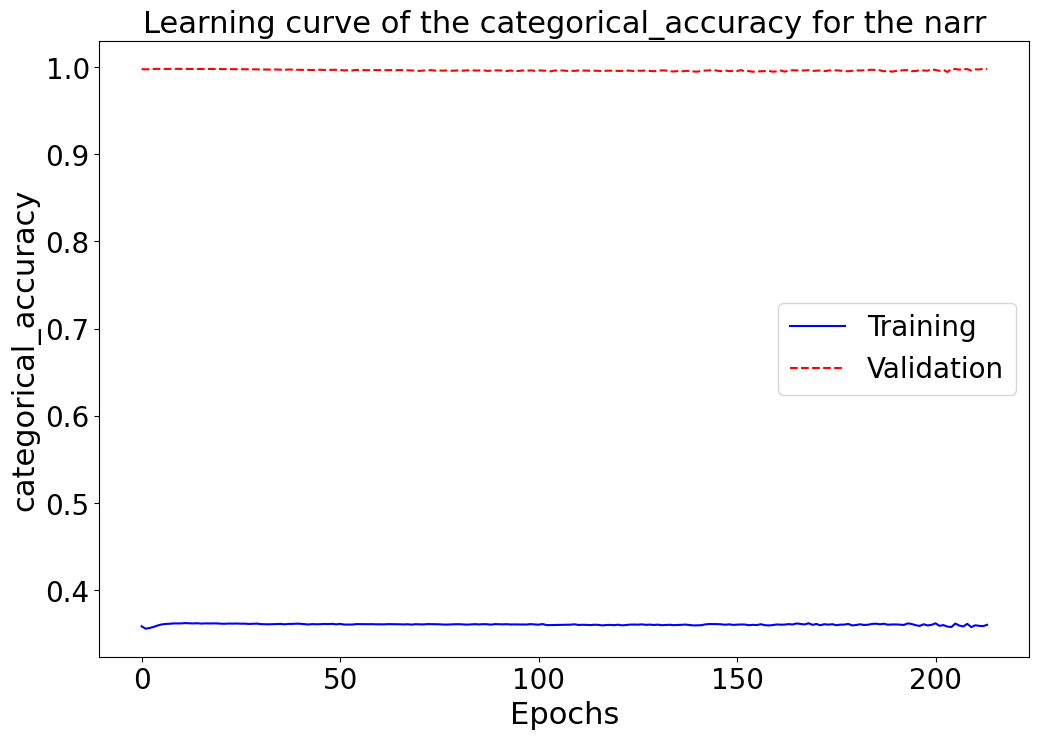 Learning curve of the categorical_accuracy for the narr
categorical_accuracy
1.0
0.9
0.8
0.7
0.6
0.5
0.4
Training
Validation
0 50 100 150 200
Epochs